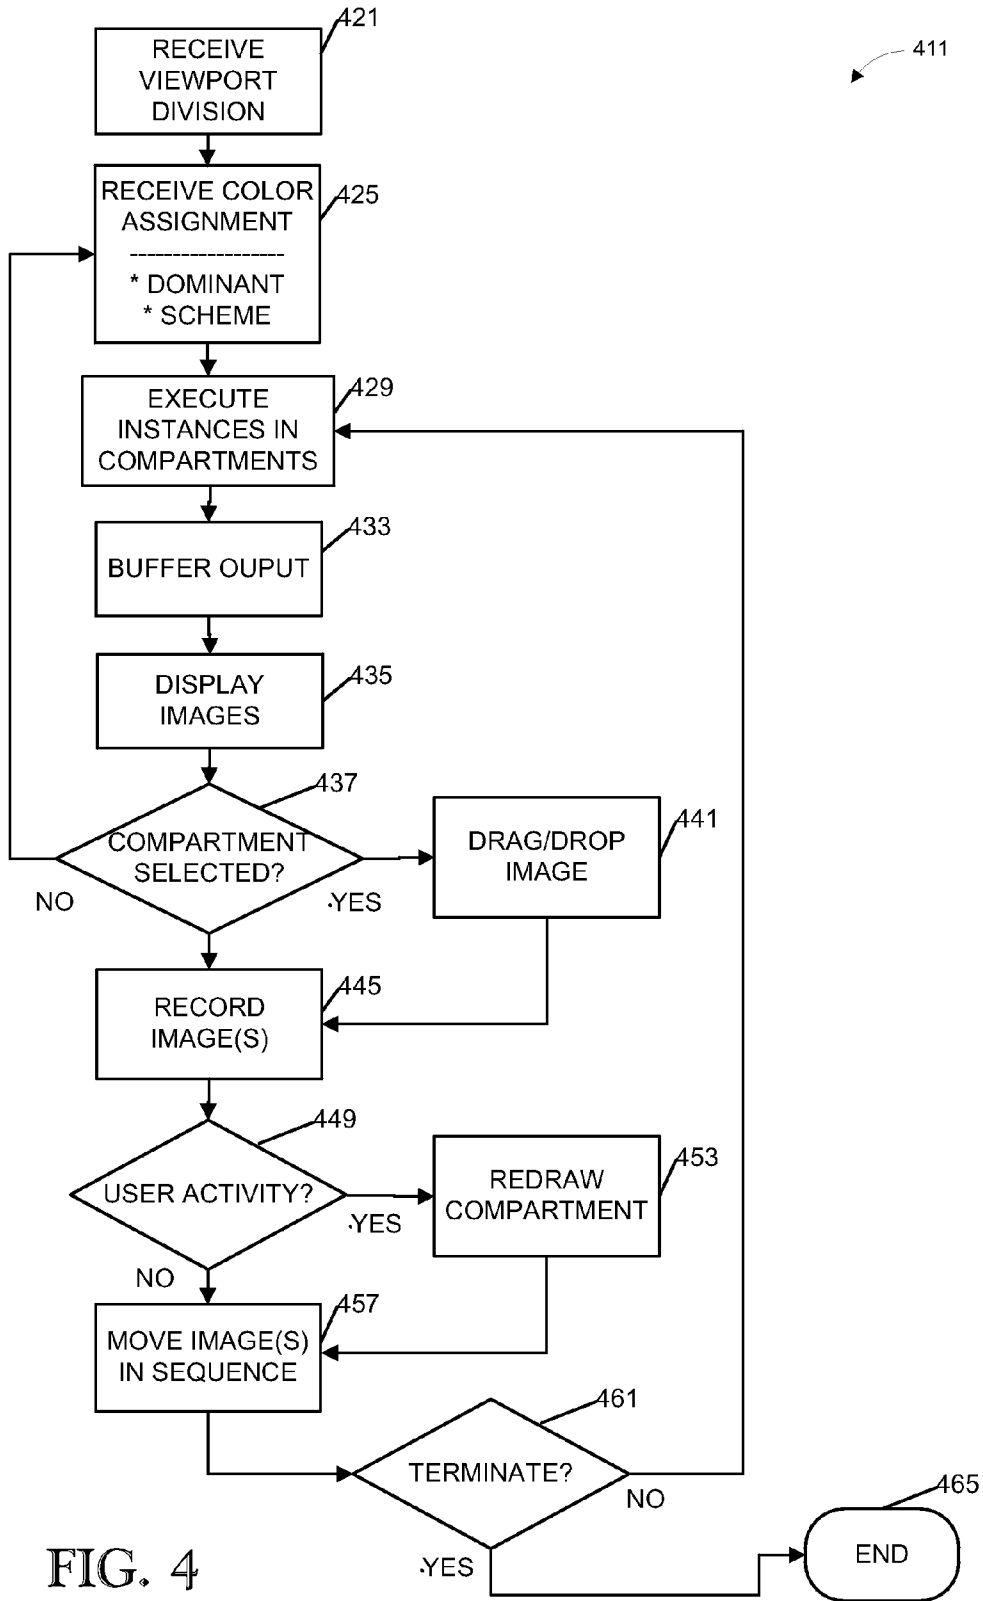 421
RECEIVE
VIEWPORT
DIVISION
411
RECEIVE COLOR
ASSIGNMENT
------------------
* DOMINANT
* SCHEME
425
EXECUTE
INSTANCES IN
COMPARTMENTS
429
BUFFER OUPUT
433
DISPLAY
IMAGES
435
437
COMPARTMENT
SELECTED?
NO
YES
DRAG/DROP
IMAGE
441
RECORD
IMAGE(S)
445
449
USER ACTIVITY?
YES
NO
REDRAW
COMPARTMENT
453
MOVE IMAGE(S)
IN SEQUENCE
457
461
TERMINATE?
NO
YES
465
END
FIG. 4